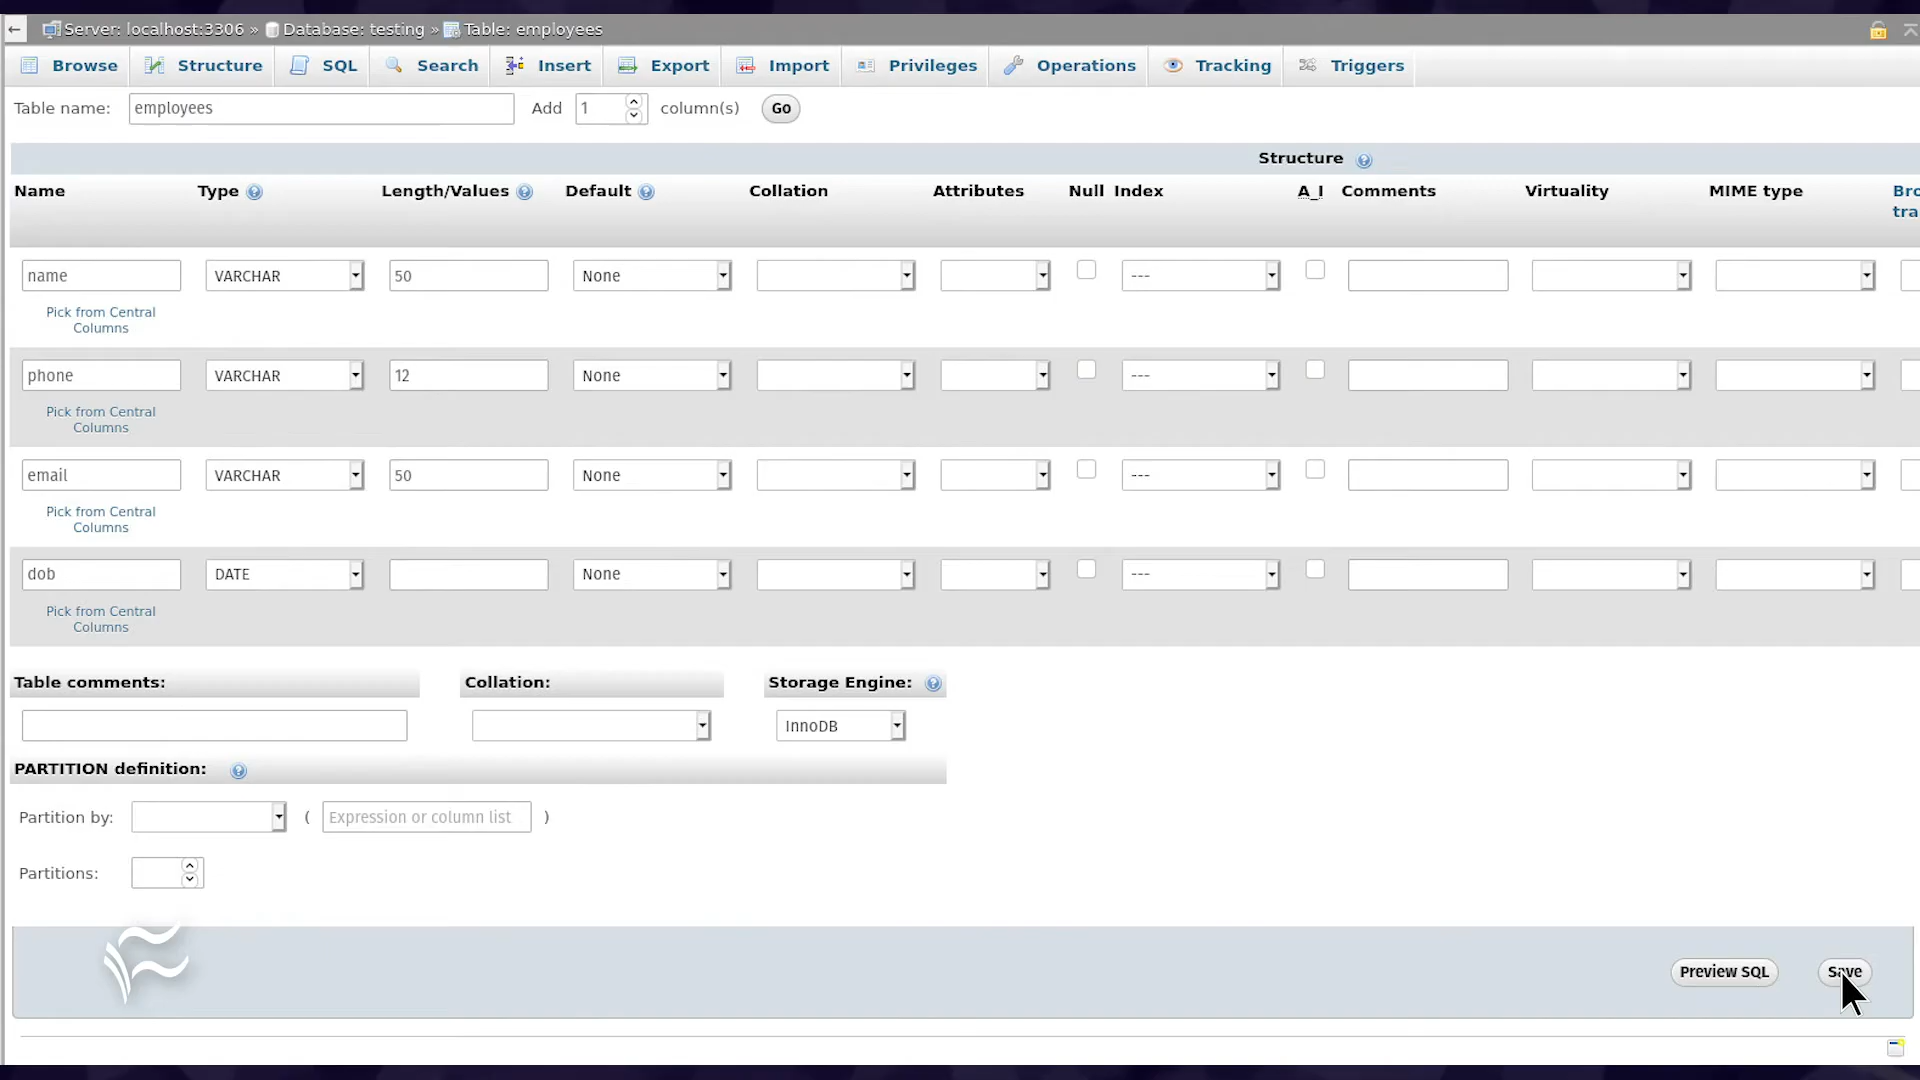 Server: localhost:3306 » Database: testing » Table: employees
Browse Structure SQL Search Insert Export Import Privileges Operations Tracking Triggers
Table name: employees Add 1 column(s) Go
Structure
Name Type Length/Values Default Collation Attributes Null Index A_I Comments Virtuality MIME type Bro
tra
name VARCHAR 50 None ---
Pick from Central
Columns
phone VARCHAR 12 None ---
Pick from Central
Columns
email VARCHAR 50 None ---
Pick from Central
Columns
dob DATE None ---
Pick from Central
Columns
Table comments: Collation: Storage Engine:
InnoDB
PARTITION definition:
Partition by: ( Expression or column list )
Partitions:
Preview SQL Save